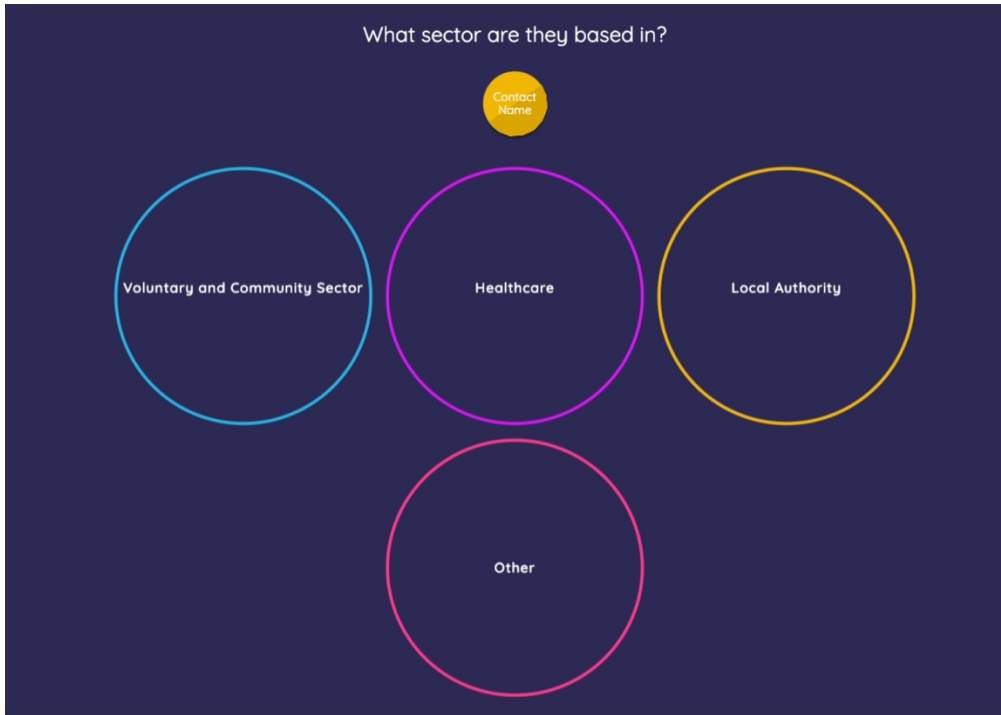 What sector are they based in?
Contact
Name
Voluntary and Community Sector
Healthcare
Local Authority
Other